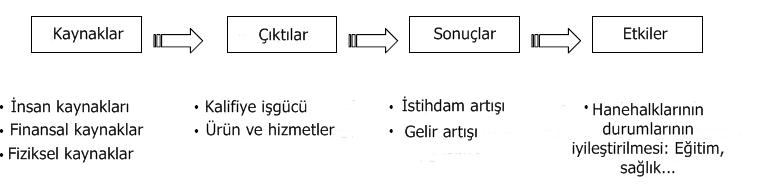 Kaynaklar
Çıktılar
Sonuçlar
Etkiler
• İnsan kaynakları
• Finansal kaynaklar
• Fiziksel kaynaklar
• Kalifiye işgücü
• Ürün ve hizmetler
• İstihdam artışı
• Gelir artışı
• Hanehalklarının
durumlarının
iyileştirilmesi: Eğitim,
sağlık...